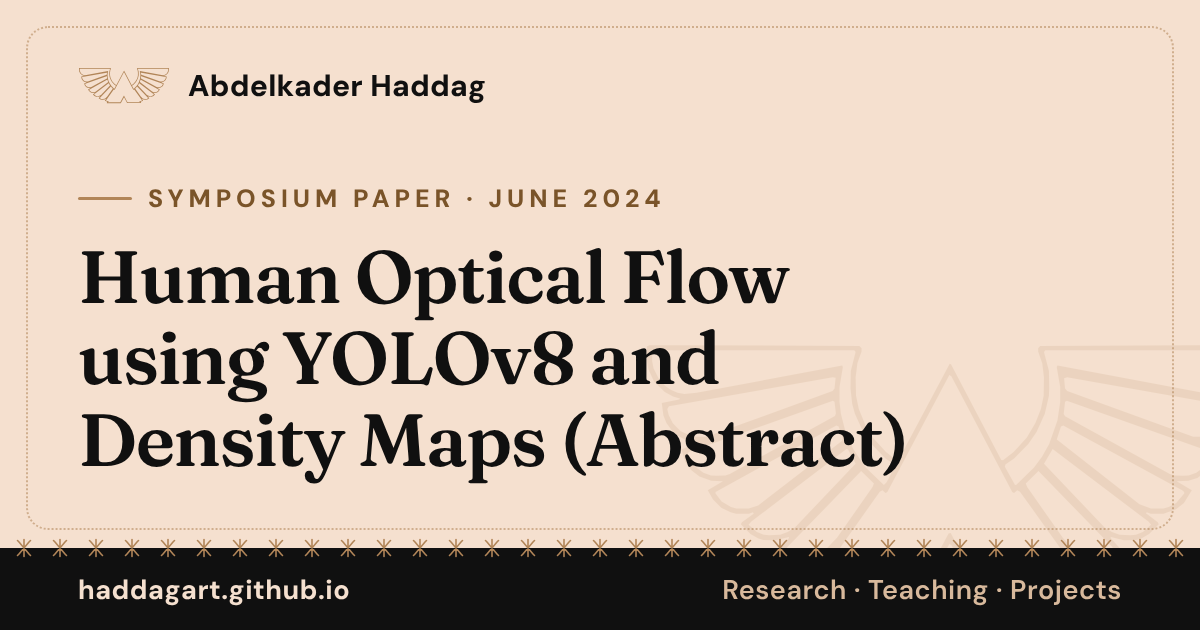 Abdelkader Haddag
SYMPOSIUM PAPER · JUNE 2024
Human Optical Flow
using YOLOv8 and
Density Maps (Abstract)
haddagart.github.io
Research · Teaching · Projects